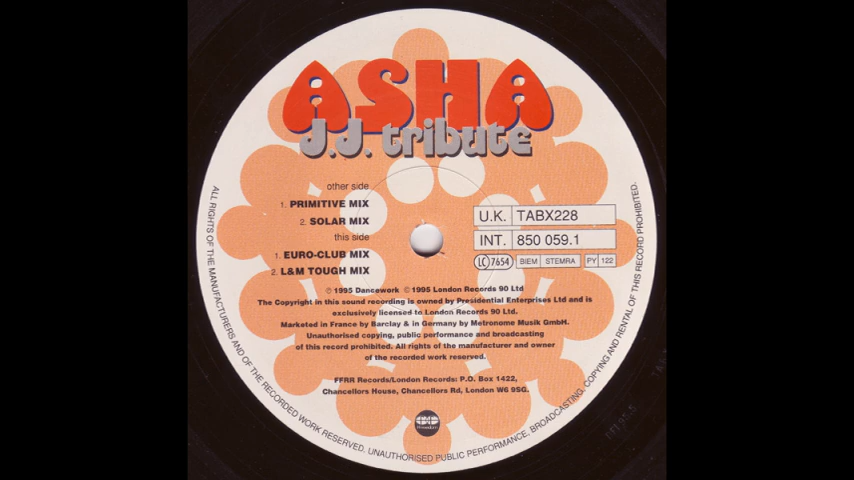 ASHA
J.J. tribute
other side
1. PRIMITIVE MIX
2. SOLAR MIX
this side
1. EURO-CLUB MIX
2. L&M TOUGH MIX
U.K. TABX228
INT. 850 059.1
LC 7654 BIEM STEMRA PY 122
℗ 1995 Dancework © 1995 London Records 90 Ltd
The Copyright in this sound recording is owned by Presidential Enterprises Ltd and is
exclusively licensed to London Records 90 Ltd.
Marketed in France by Barclay & in Germany by Metronome Musik GmbH.
Unauthorised copying, public performance and broadcasting
of this record prohibited. All rights of the manufacturer and owner
of the recorded work reserved.
FFRR Records/London Records: P.O. Box 1422,
Chancellors House, Chancellors Rd, London W6 9SG.
ALL RIGHTS OF THE MANUFACTURERS AND OF THE RECORDED WORK RESERVED. UNAUTHORISED PUBLIC PERFORMANCE, BROADCASTING, COPYING AND RENTAL OF THIS RECORD PROHIBITED.